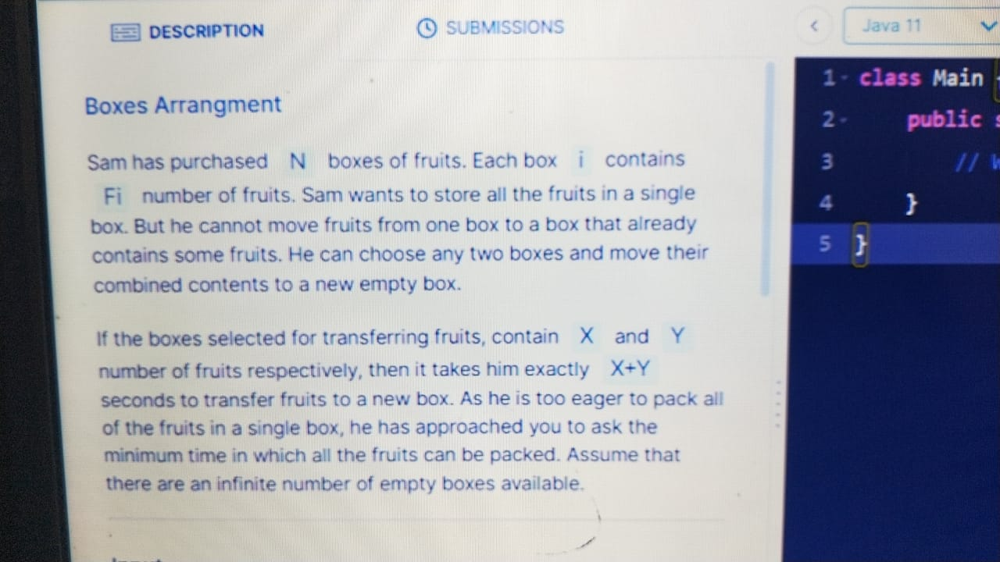 DESCRIPTION
SUBMISSIONS
Java 11
Boxes Arrangment
Sam has purchased N boxes of fruits. Each box i contains
Fi number of fruits. Sam wants to store all the fruits in a single
box. But he cannot move fruits from one box to a box that already
contains some fruits. He can choose any two boxes and move their
combined contents to a new empty box.
If the boxes selected for transferring fruits, contain X and Y
number of fruits respectively, then it takes him exactly X+Y
seconds to transfer fruits to a new box. As he is too eager to pack all
of the fruits in a single box, he has approached you to ask the
minimum time in which all the fruits can be packed. Assume that
there are an infinite number of empty boxes available.
1 class Main
2 public
3 //
4 }
5 }